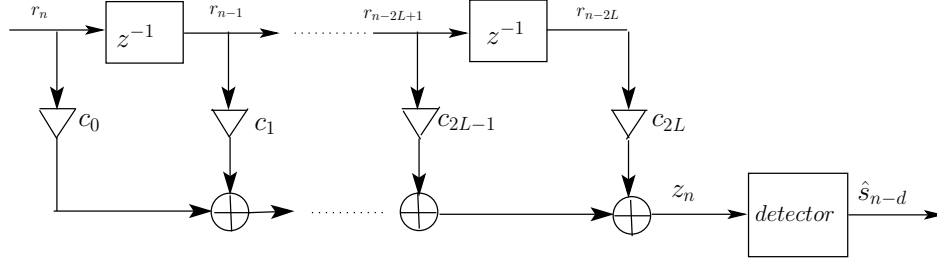 r_n z^{-1} r_{n-1} r_{n-2L+1} z^{-1} r_{n-2L}
c_0 c_1 c_{2L-1} c_{2L}
z_n detector ŝ_{n-d}